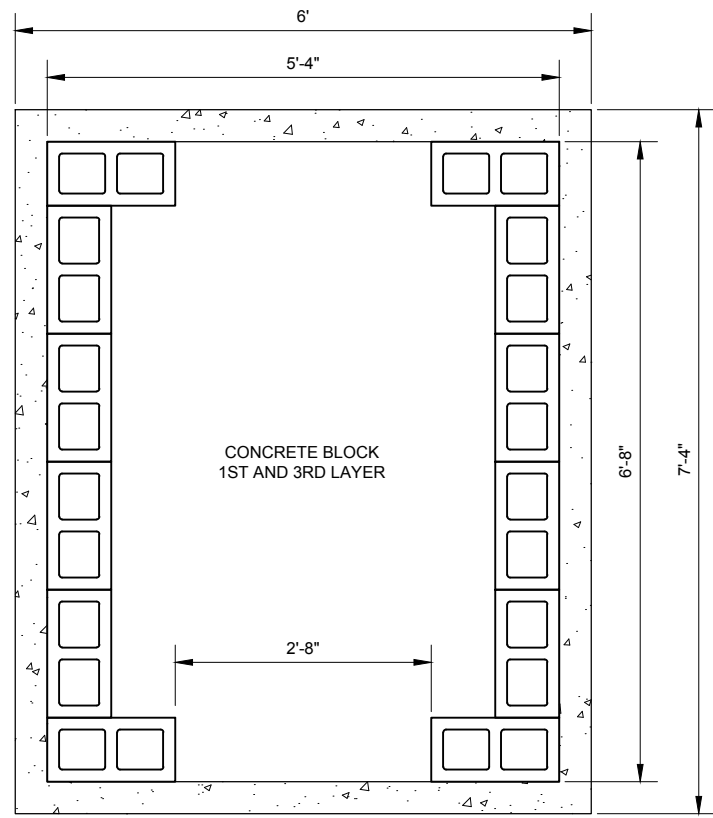 6'
5'-4"
CONCRETE BLOCK
1ST AND 3RD LAYER
6'-8"
7'-4"
2'-8"